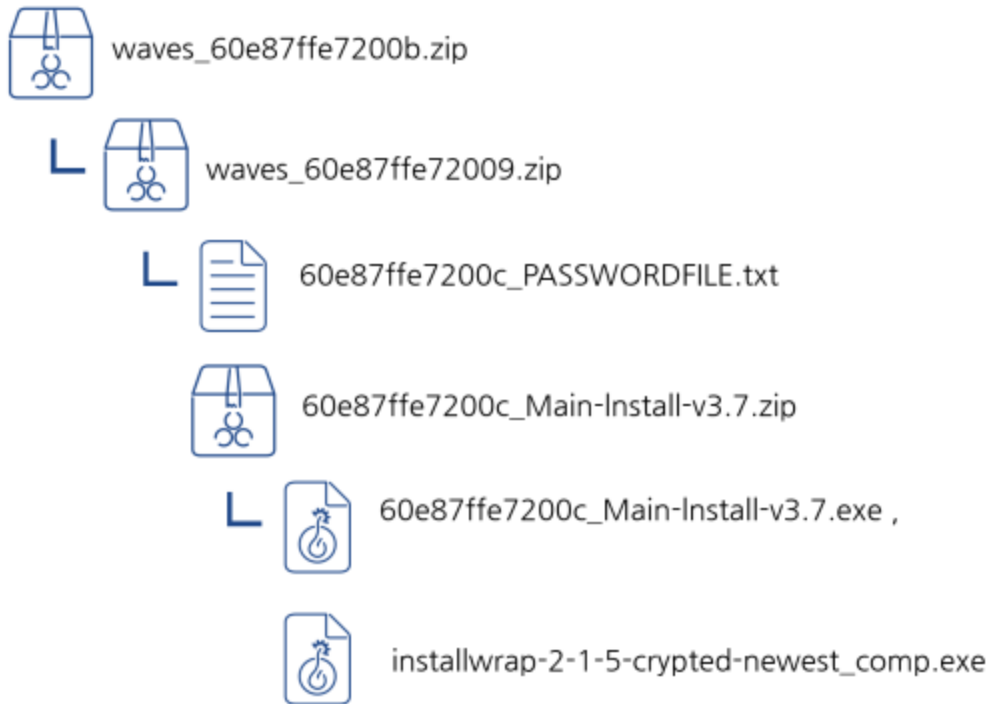 waves_60e87ffe7200b.zip
waves_60e87ffe72009.zip
60e87ffe7200c_PASSWORDFILE.txt
60e87ffe7200c_Main-Install-v3.7.zip
60e87ffe7200c_Main-Install-v3.7.exe ,
installwrap-2-1-5-crypted-newest_comp.exe